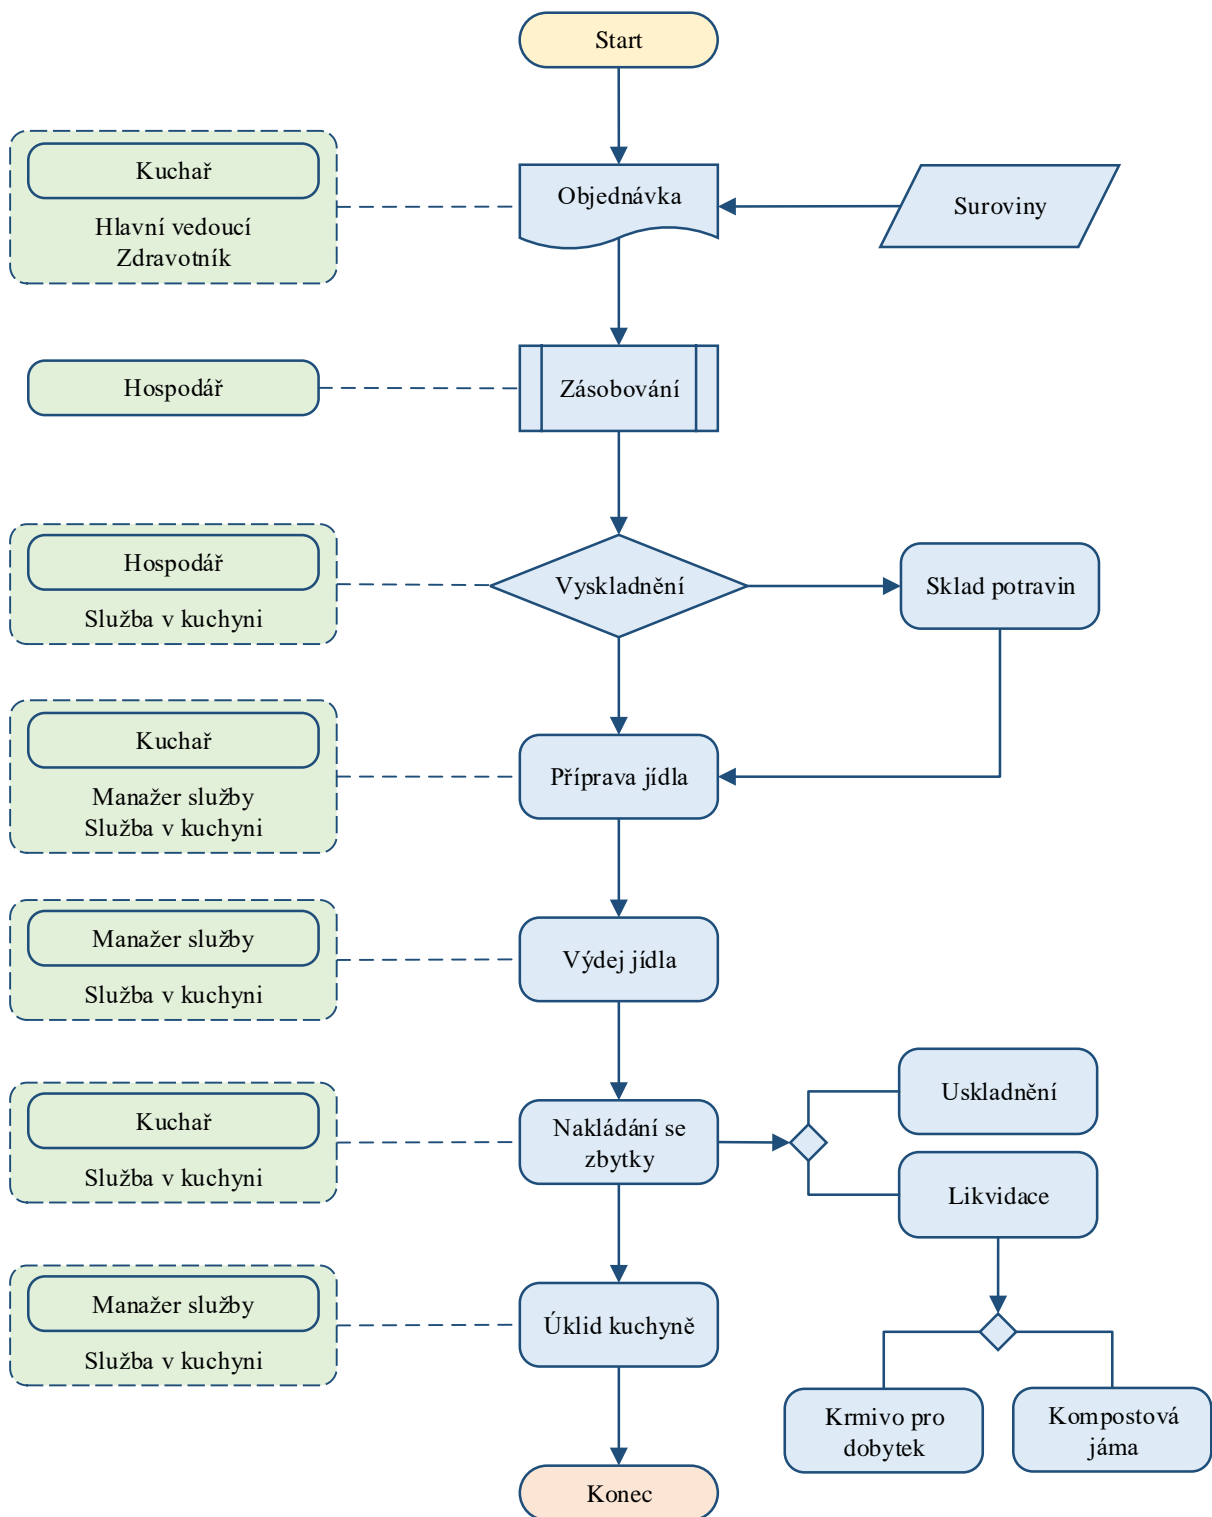 Start
Kuchař
Hlavní vedoucí
Zdravotník
Objednávka
Suroviny
Hospodář
Zásobování
Hospodář
Služba v kuchyni
Vyskladnění
Sklad potravin
Kuchař
Manažer služby
Služba v kuchyni
Příprava jídla
Manažer služby
Služba v kuchyni
Výdej jídla
Kuchař
Služba v kuchyni
Nakládání se
zbytky
Uskladnění
Likvidace
Manažer služby
Služba v kuchyni
Úklid kuchyně
Krmivo pro
dobytek
Kompostová
jáma
Konec